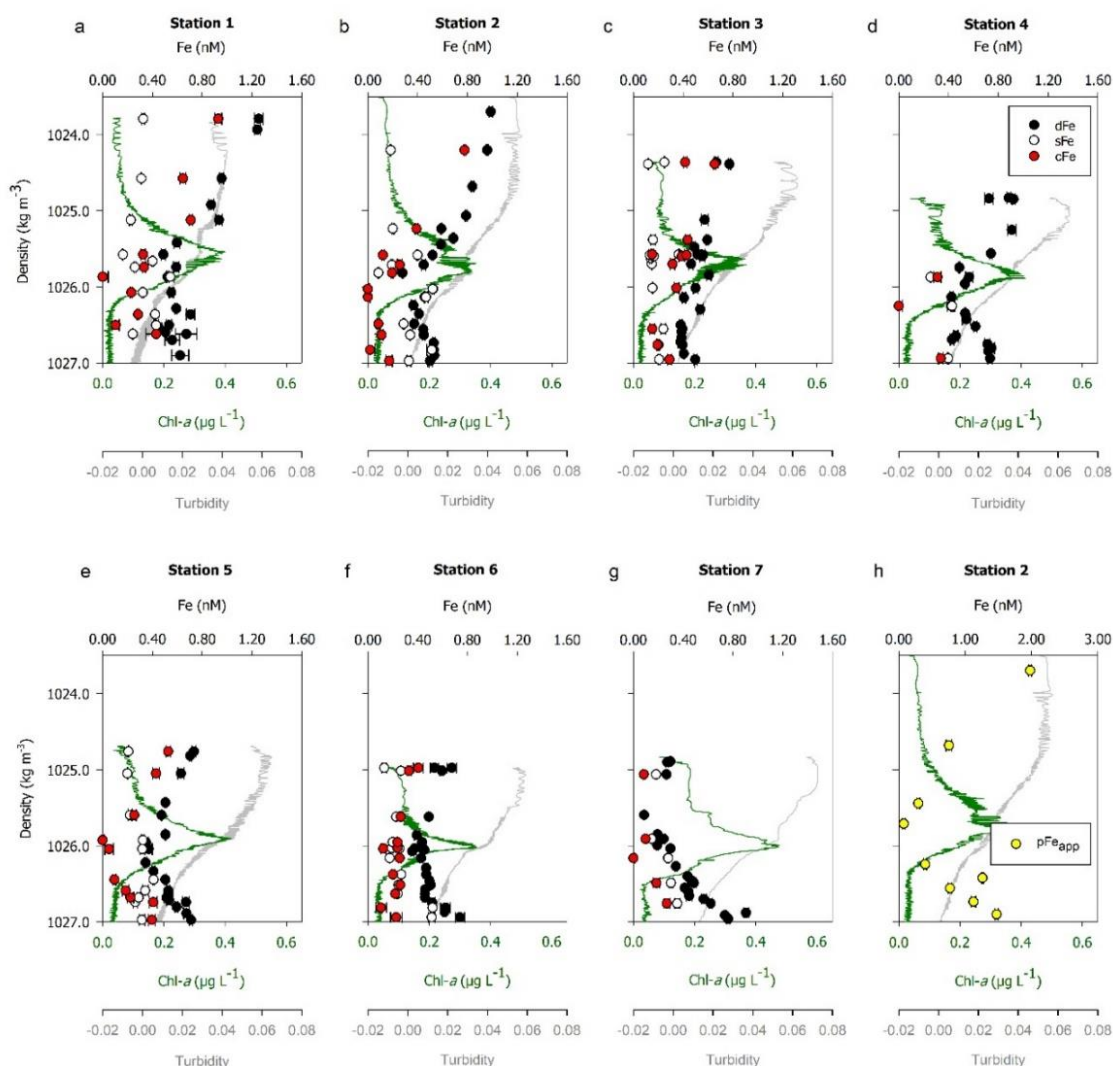 a Station 1 b Station 2 c Station 3 d Station 4
Fe (nM) Fe (nM) Fe (nM) Fe (nM)
0.00 0.40 0.80 1.20 1.60 0.00 0.40 0.80 1.20 1.60 0.00 0.40 0.80 1.20 1.60 0.00 0.40 0.80 1.20 1.60
dFe
sFe
cFe
Density (kg m⁻³)
1024.0
1025.0
1026.0
1027.0
0.0 0.2 0.4 0.6 0.0 0.2 0.4 0.6 0.0 0.2 0.4 0.6 0.0 0.2 0.4 0.6
Chl-a (µg L⁻¹) Chl-a (µg L⁻¹) Chl-a (µg L⁻¹) Chl-a (µg L⁻¹)
-0.02 0.00 0.02 0.04 0.06 0.08 -0.02 0.00 0.02 0.04 0.06 0.08 -0.02 0.00 0.02 0.04 0.06 0.08 -0.02 0.00 0.02 0.04 0.06 0.08
Turbidity Turbidity Turbidity Turbidity
e Station 5 f Station 6 g Station 7 h Station 2
Fe (nM) Fe (nM) Fe (nM) Fe (nM)
0.00 0.40 0.80 1.20 1.60 0.00 0.40 0.80 1.20 1.60 0.00 0.40 0.80 1.20 1.60 0.00 1.00 2.00 3.00
Density (kg m⁻³)
1024.0
1025.0
1026.0
1027.0
pFeapp
0.0 0.2 0.4 0.6 0.0 0.2 0.4 0.6 0.0 0.2 0.4 0.6 0.0 0.2 0.4 0.6
Chl-a (µg L⁻¹) Chl-a (µg L⁻¹) Chl-a (µg L⁻¹) Chl-a (µg L⁻¹)
-0.02 0.00 0.02 0.04 0.06 0.08 -0.02 0.00 0.02 0.04 0.06 0.08 -0.02 0.00 0.02 0.04 0.06 0.08 -0.02 0.00 0.02 0.04 0.06 0.08
Turbidity Turbidity Turbidity Turbidity